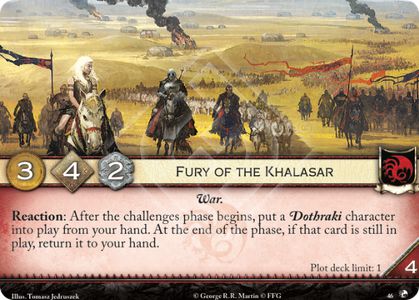 3 4 2 FURY OF THE KHALASAR
War.
Reaction: After the challenges phase begins, put a Dothraki character
into play from your hand. At the end of the phase, if that card is still in
play, return it to your hand.
Plot deck limit: 1
4
Illus. Tomasz Jedruszek © George R.R. Martin © FFG 46